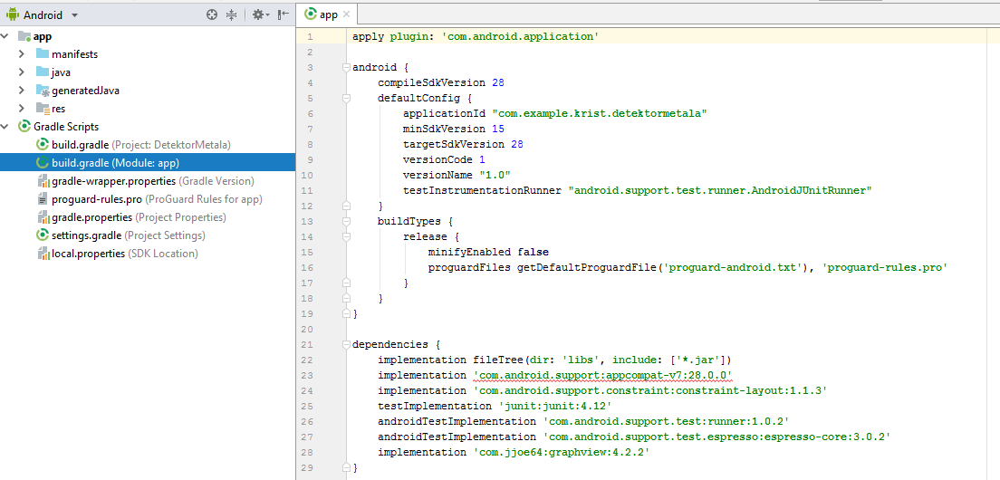 Android
app
manifests
java
generatedJava
res
Gradle Scripts
build.gradle (Project: DetektorMetala)
build.gradle (Module: app)
gradle-wrapper.properties (Gradle Version)
proguard-rules.pro (ProGuard Rules for app)
gradle.properties (Project Properties)
settings.gradle (Project Settings)
local.properties (SDK Location)
app
1 apply plugin: 'com.android.application'
2
3 android {
4 compileSdkVersion 28
5 defaultConfig {
6 applicationId "com.example.krist.detektormetala"
7 minSdkVersion 15
8 targetSdkVersion 28
9 versionCode 1
10 versionName "1.0"
11 testInstrumentationRunner "android.support.test.runner.AndroidJUnitRunner"
12 }
13 buildTypes {
14 release {
15 minifyEnabled false
16 proguardFiles getDefaultProguardFile('proguard-android.txt'), 'proguard-rules.pro'
17 }
18 }
19 }
20
21 dependencies {
22 implementation fileTree(dir: 'libs', include: ['*.jar'])
23 implementation 'com.android.support:appcompat-v7:28.0.0'
24 implementation 'com.android.support.constraint:constraint-layout:1.1.3'
25 testImplementation 'junit:junit:4.12'
26 androidTestImplementation 'com.android.support.test:runner:1.0.2'
27 androidTestImplementation 'com.android.support.test.espresso:espresso-core:3.0.2'
28 implementation 'com.jjoe64:graphview:4.2.2'
29 }